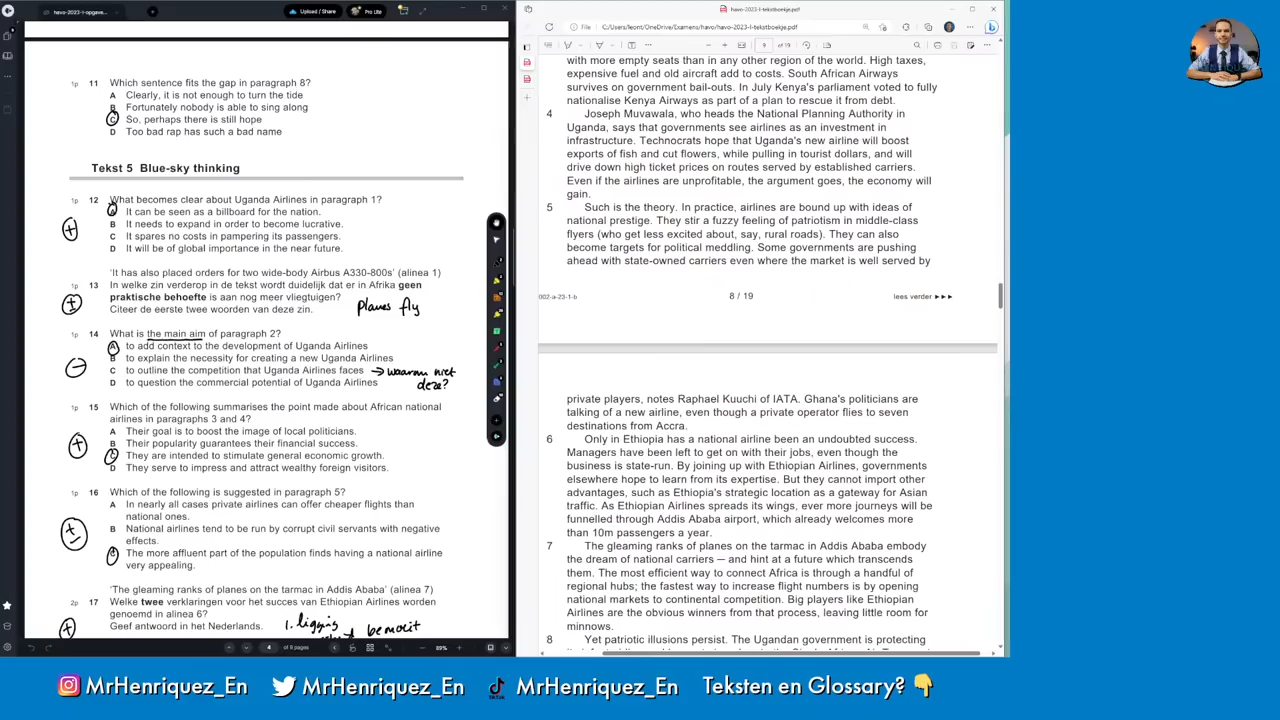 havo-2023-I-opgave...
Upload / Share
Pro Lite
1p 11 Which sentence fits the gap in paragraph 8?
A Clearly, it is not enough to turn the tide
B Fortunately nobody is able to sing along
C So, perhaps there is still hope
D Too bad rap has such a bad name
Tekst 5 Blue-sky thinking
1p 12 What becomes clear about Uganda Airlines in paragraph 1?
A It can be seen as a billboard for the nation.
B It needs to expand in order to become lucrative.
C It spares no costs in pampering its passengers.
D It will be of global importance in the near future.
'It has also placed orders for two wide-body Airbus A330-800s' (alinea 1)
1p 13 In welke zin verderop in de tekst wordt duidelijk dat er in Afrika geen
praktische behoefte is aan nog meer vliegtuigen?
Citeer de eerste twee woorden van deze zin.
planes fly
1p 14 What is the main aim of paragraph 2?
A to add context to the development of Uganda Airlines
B to explain the necessity for creating a new Uganda Airlines
C to outline the competition that Uganda Airlines faces → waarom niet
deze?
D to question the commercial potential of Uganda Airlines
1p 15 Which of the following summarises the point made about African national
airlines in paragraphs 3 and 4?
A Their goal is to boost the image of local politicians.
B Their popularity guarantees their financial success.
C They are intended to stimulate general economic growth.
D They serve to impress and attract wealthy foreign visitors.
1p 16 Which of the following is suggested in paragraph 5?
A In nearly all cases private airlines can offer cheaper flights than
national ones.
B National airlines tend to be run by corrupt civil servants with negative
effects.
C The more affluent part of the population finds having a national airline
very appealing.
'The gleaming ranks of planes on the tarmac in Addis Ababa' (alinea 7)
2p 17 Welke twee verklaringen voor het succes van Ethiopian Airlines worden
genoemd in alinea 6?
Geef antwoord in het Nederlands.
1. ligging
bemoeit
4 of 9 pages
89%
havo-2023-I-tekstboekje.pdf
File C:/Users/leont/OneDrive/Examens/havo/havo-2023-I-tekstboekje.pdf
9 of 19
with more empty seats than in any other region of the world. High taxes,
expensive fuel and old aircraft add to costs. South African Airways
survives on government bail-outs. In July Kenya's parliament voted to fully
nationalise Kenya Airways as part of a plan to rescue it from debt.
4 Joseph Muvawala, who heads the National Planning Authority in
Uganda, says that governments see airlines as an investment in
infrastructure. Technocrats hope that Uganda's new airline will boost
exports of fish and cut flowers, while pulling in tourist dollars, and will
drive down high ticket prices on routes served by established carriers.
Even if the airlines are unprofitable, the argument goes, the economy will
gain.
5 Such is the theory. In practice, airlines are bound up with ideas of
national prestige. They stir a fuzzy feeling of patriotism in middle-class
flyers (who get less excited about, say, rural roads). They can also
become targets for political meddling. Some governments are pushing
ahead with state-owned carriers even where the market is well served by
002-a-23-1-b
8 / 19
lees verder ►►►
private players, notes Raphael Kuuchi of IATA. Ghana's politicians are
talking of a new airline, even though a private operator flies to seven
destinations from Accra.
6 Only in Ethiopia has a national airline been an undoubted success.
Managers have been left to get on with their jobs, even though the
business is state-run. By joining up with Ethiopian Airlines, governments
elsewhere hope to learn from its expertise. But they cannot import other
advantages, such as Ethiopia's strategic location as a gateway for Asian
traffic. As Ethiopian Airlines spreads its wings, ever more journeys will be
funnelled through Addis Ababa airport, which already welcomes more
than 10m passengers a year.
7 The gleaming ranks of planes on the tarmac in Addis Ababa embody
the dream of national carriers — and hint at a future which transcends
them. The most efficient way to connect Africa is through a handful of
regional hubs; the fastest way to increase flight numbers is by opening
national markets to continental competition. Big players like Ethiopian
Airlines are the obvious winners from that process, leaving little room for
minnows.
8 Yet patriotic illusions persist. The Ugandan government is protecting
MrHenriquez_En
MrHenriquez_En
MrHenriquez_En
Teksten en Glossary? 👇